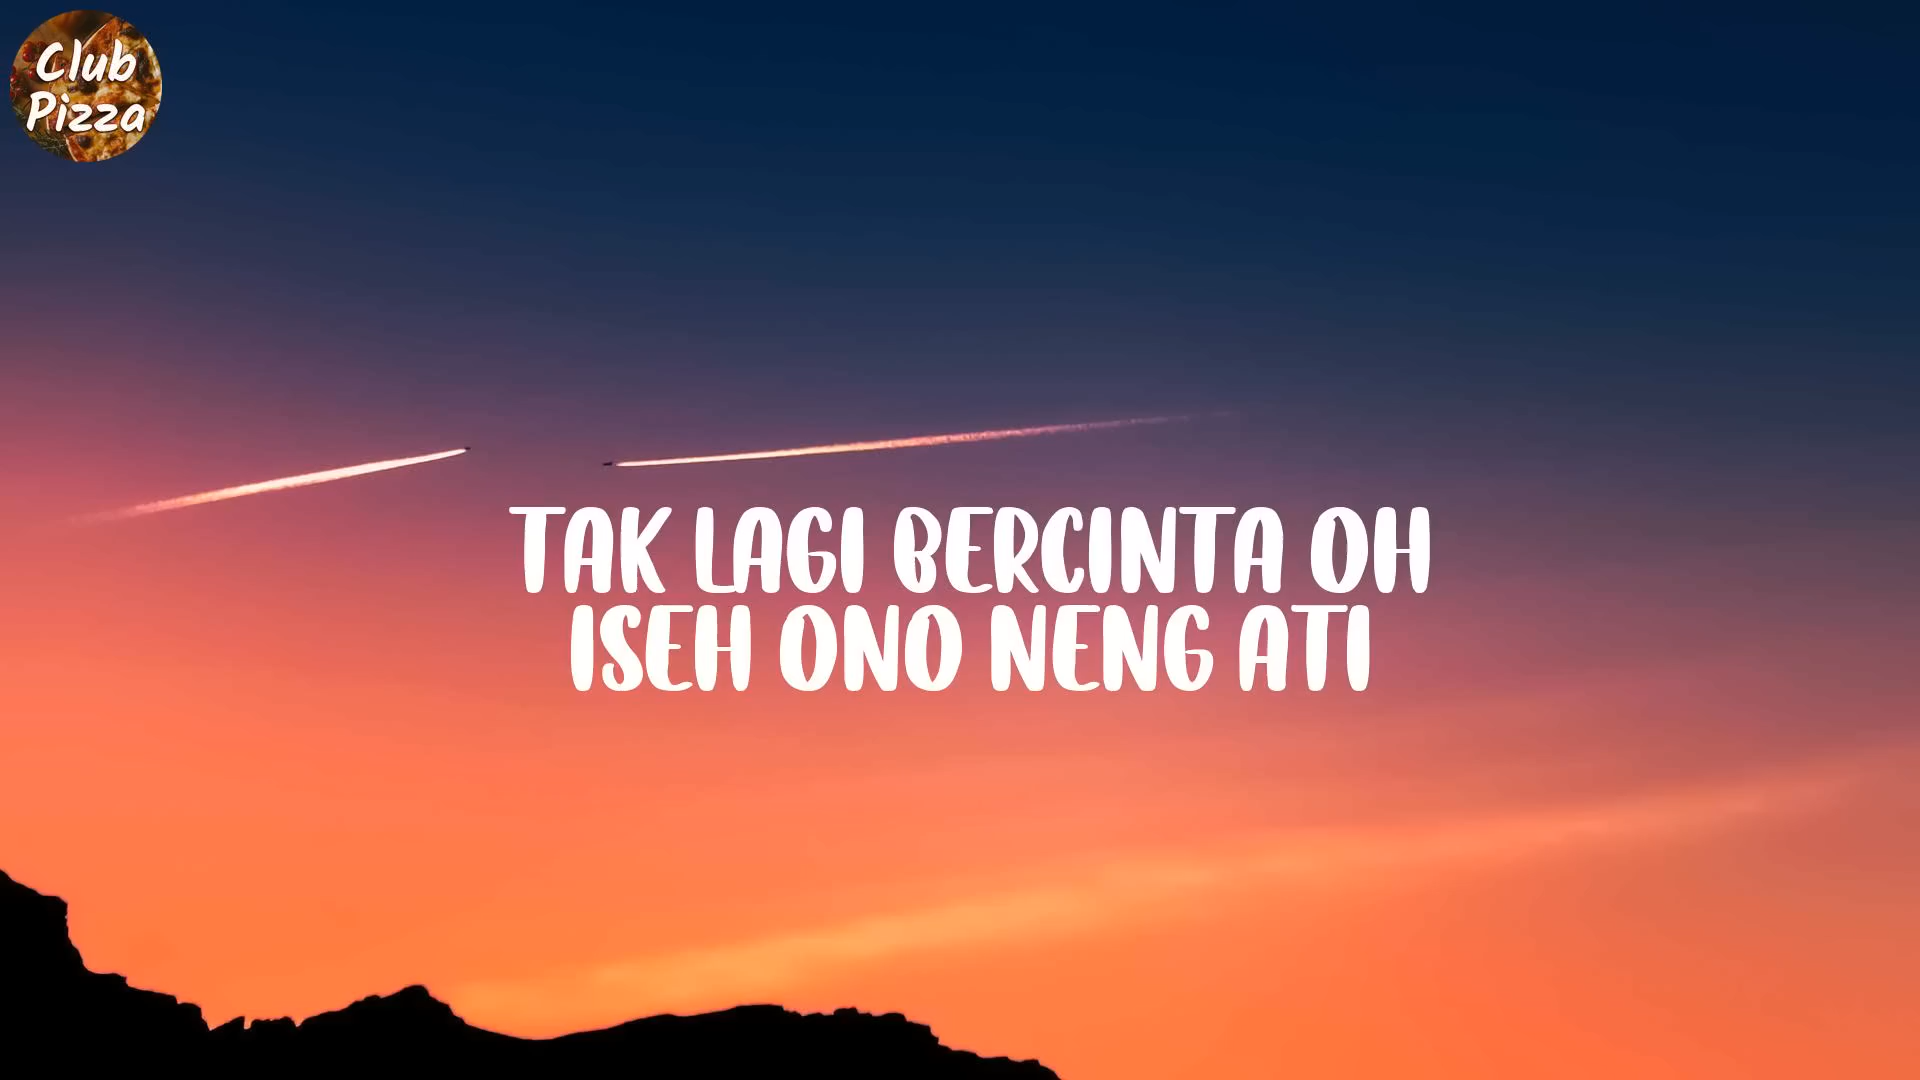 Club
Pizza
TAK LAGI BERCINTA OH
ISEH ONO NENG ATI